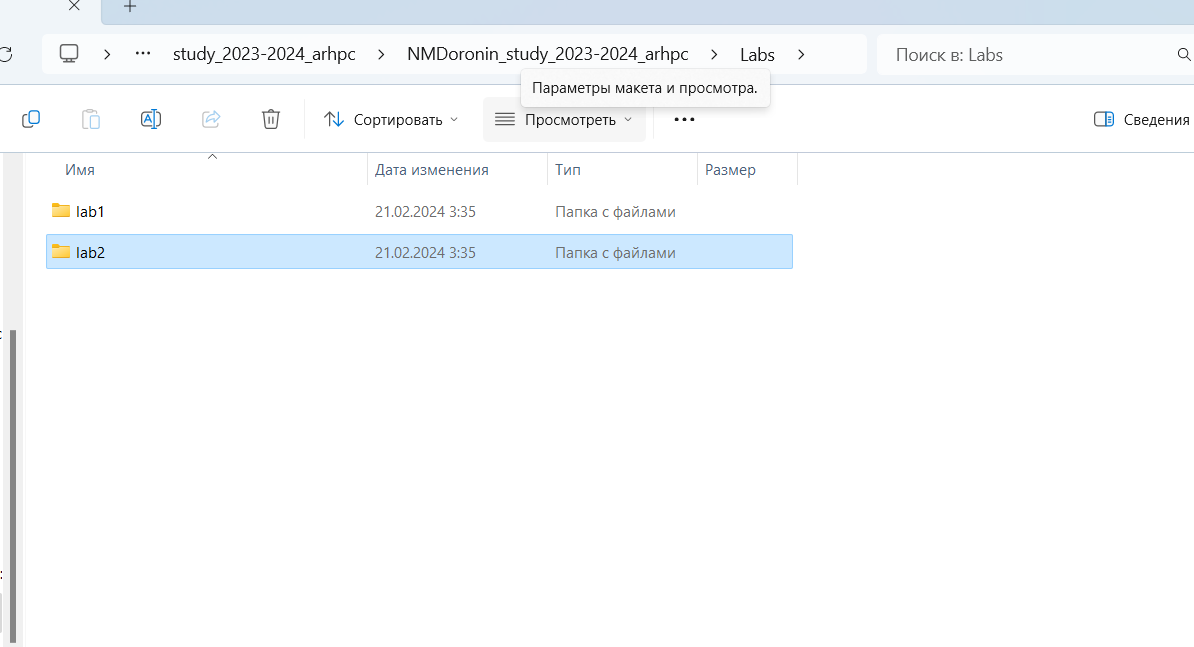 study_2023-2024_arhpc > NMDoronin_study_2023-2024_arhpc > Labs >
Поиск в: Labs
Параметры макета и просмотра.
Сортировать
Просмотреть
Сведения
Имя Дата изменения Тип Размер
lab1 21.02.2024 3:35 Папка с файлами
lab2 21.02.2024 3:35 Папка с файлами